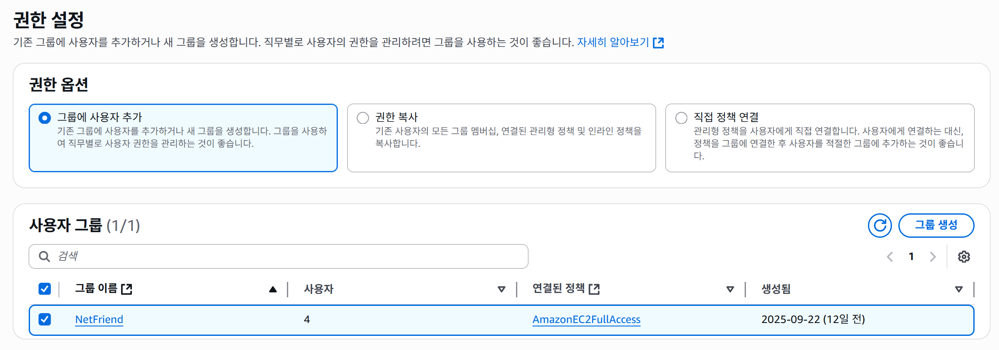 권한 설정
기존 그룹에 사용자를 추가하거나 새 그룹을 생성합니다. 직무별로 사용자의 권한을 관리하려면 그룹을 사용하는 것이 좋습니다. 자세히 알아보기
권한 옵션
그룹에 사용자 추가
기존 그룹에 사용자를 추가하거나 새 그룹을 생성합니다. 그룹을 사용하
여 직무별로 사용자 권한을 관리하는 것이 좋습니다.
권한 복사
기존 사용자의 모든 그룹 멤버십, 연결된 관리형 정책 및 인라인 정책을
복사합니다.
직접 정책 연결
관리형 정책을 사용자에게 직접 연결합니다. 사용자에게 연결하는 대신,
정책을 그룹에 연결한 후 사용자를 적절한 그룹에 추가하는 것이 좋습니
다.
사용자 그룹 (1/1)
그룹 생성
검색
1
그룹 이름 사용자 연결된 정책 생성됨
NetFriend 4 AmazonEC2FullAccess 2025-09-22 (12일 전)